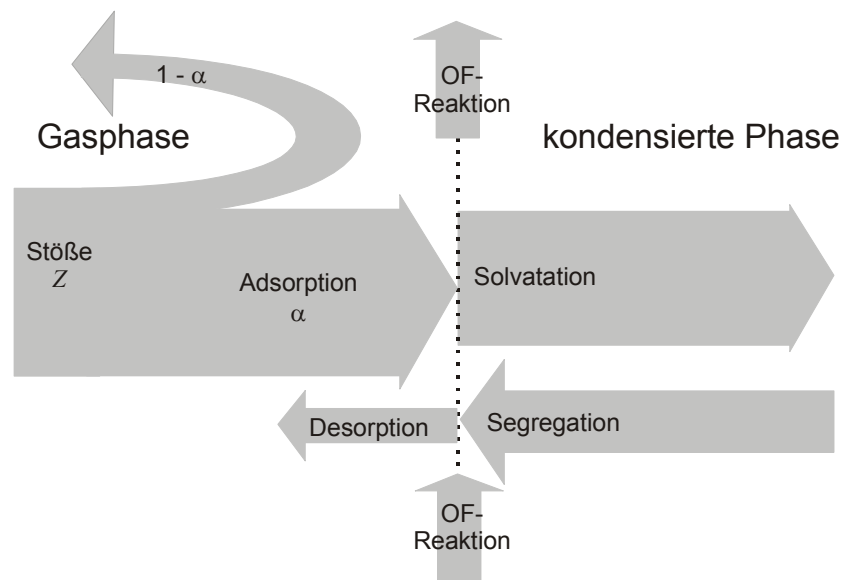 1 - α
OF-
Reaktion
Gasphase
kondensierte Phase
Stöße
Z
Adsorption
α
Solvatation
Desorption
Segregation
OF-
Reaktion